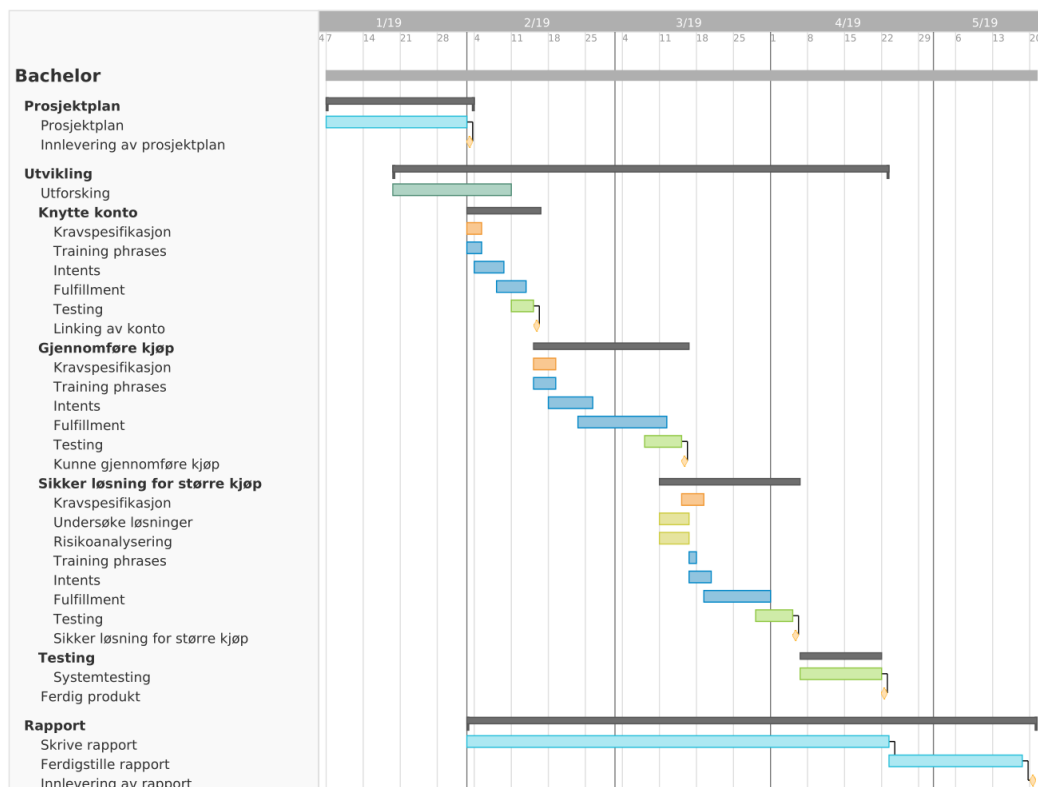 1/19 2/19 3/19 4/19 5/19
47 14 21 28 4 11 18 25 4 11 18 25 1 8 15 22 29 6 13 20
Bachelor
Prosjektplan
Prosjektplan
Innlevering av prosjektplan
Utvikling
Utforsking
Knytte konto
Kravspesifikasjon
Training phrases
Intents
Fulfillment
Testing
Linking av konto
Gjennomføre kjøp
Kravspesifikasjon
Training phrases
Intents
Fulfillment
Testing
Kunne gjennomføre kjøp
Sikker løsning for større kjøp
Kravspesifikasjon
Undersøke løsninger
Risikoanalysering
Training phrases
Intents
Fulfillment
Testing
Sikker løsning for større kjøp
Testing
Systemtesting
Ferdig produkt
Rapport
Skrive rapport
Ferdigstille rapport
Innlevering av rapport